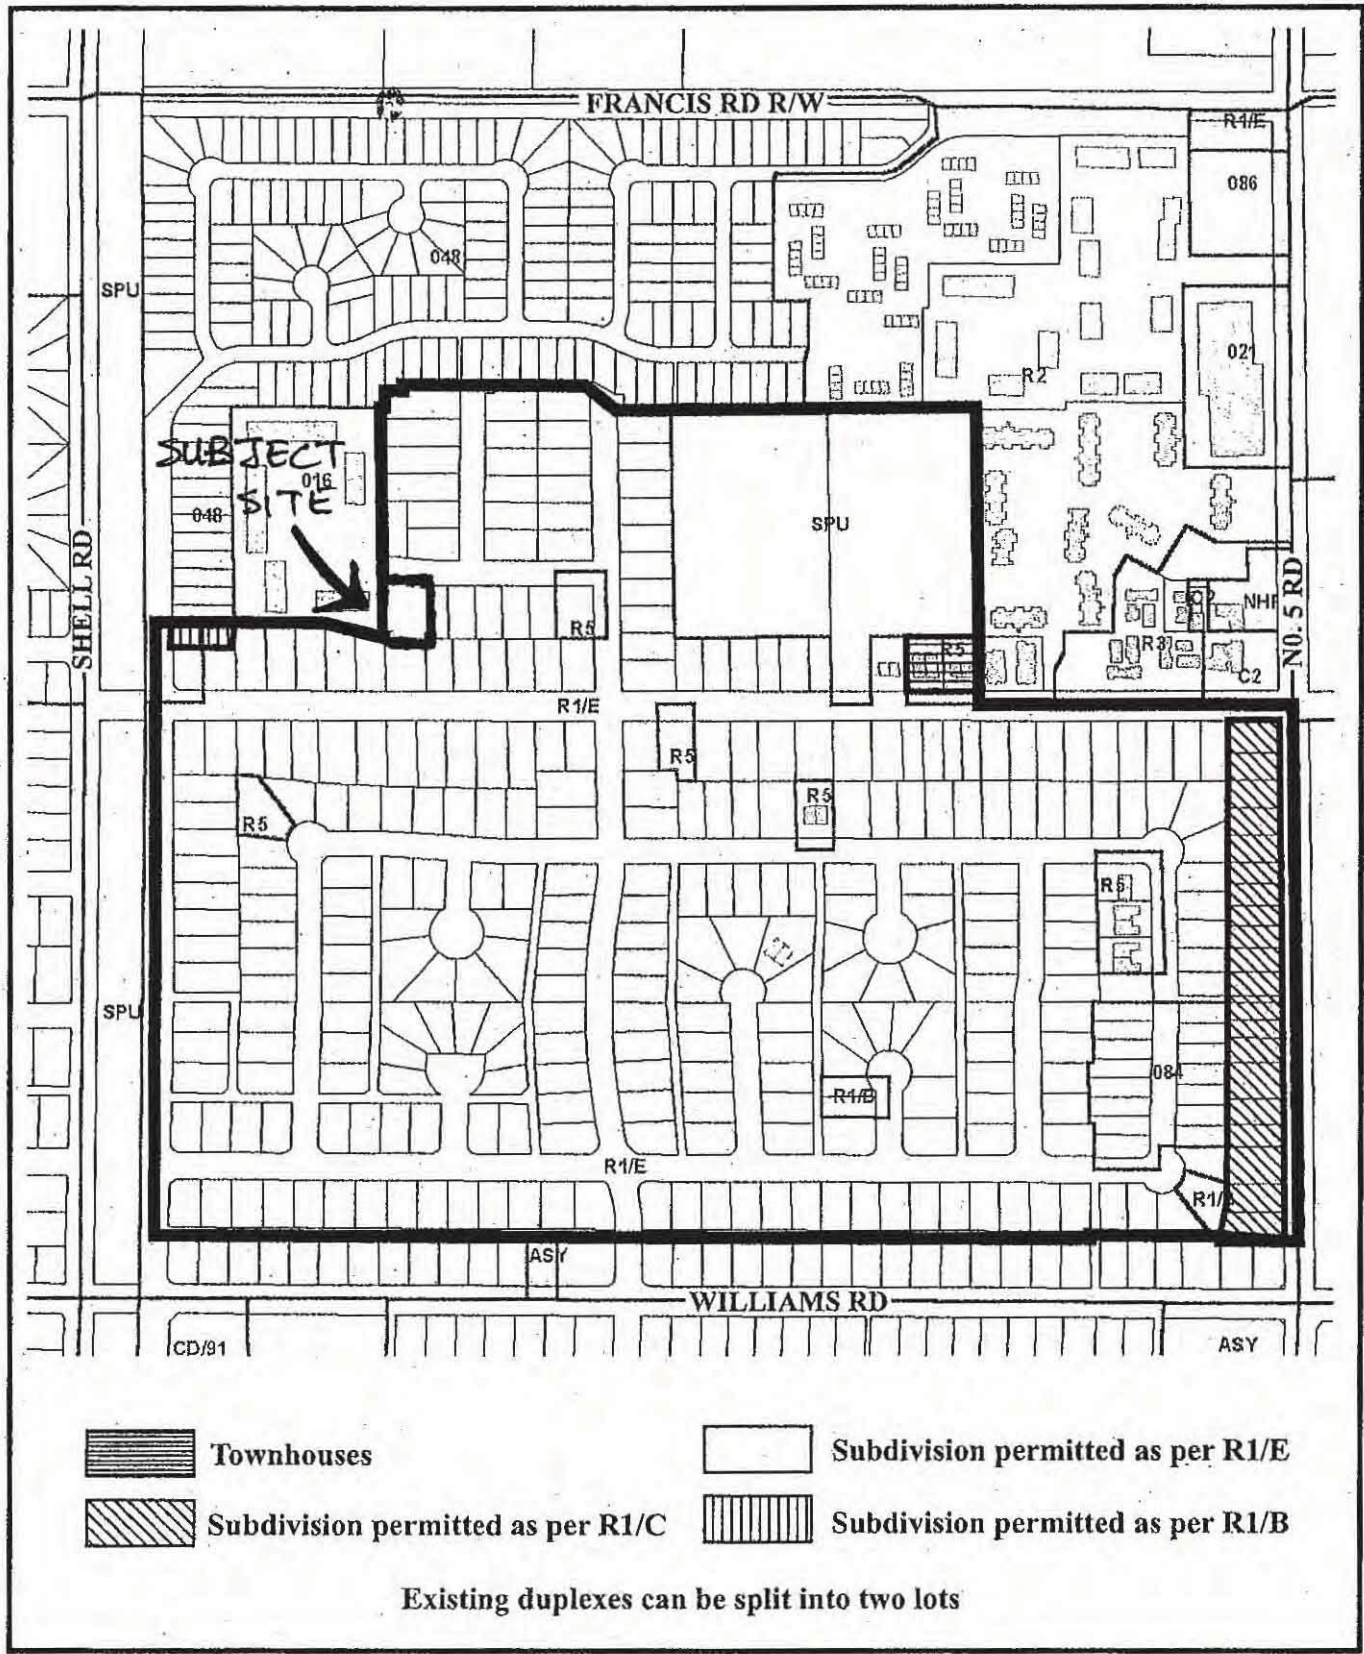 FRANCIS RD R/W
R1/E
086
048
SPU
021
R2
SUBJECT
SITE
016
048
SPU
SHELL RD
NO. 5 RD
R5
R5
R3
C2
R1/E
R5
R5
R5
R5
SPU
084
R1/B
R1/E
ASY
WILLIAMS RD
CD/91
ASY
Townhouses
Subdivision permitted as per R1/E
Subdivision permitted as per R1/C
Subdivision permitted as per R1/B
Existing duplexes can be split into two lots